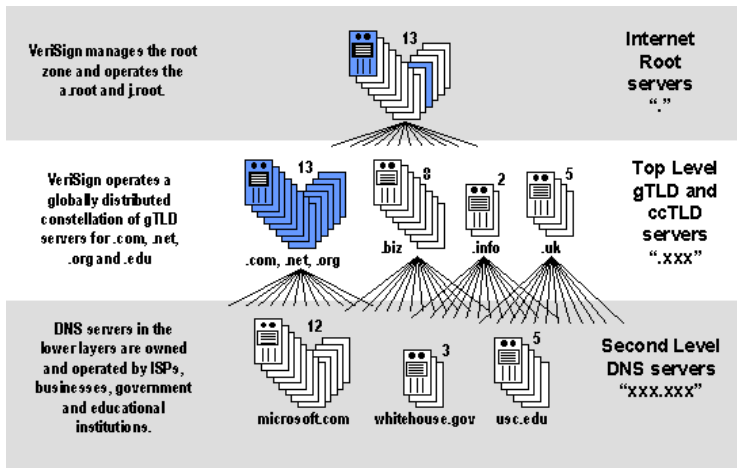 VeriSign manages the root
zone and operates the
a.root and j.root.
13
Internet
Root
servers
“.”
VeriSign operates a
globally distributed
constellation of gTLD
servers for .com, .net,
.org and .edu
13
.com, .net, .org
8
.biz
2
.info
5
.uk
Top Level
gTLD and
ccTLD
servers
“.xxx”
DNS servers in the
lower layers are owned
and operated by ISPs,
businesses, government
and educational
institutions.
12
microsoft.com
3
whitehouse.gov
5
usc.edu
Second Level
DNS servers
“xxx.xxx”